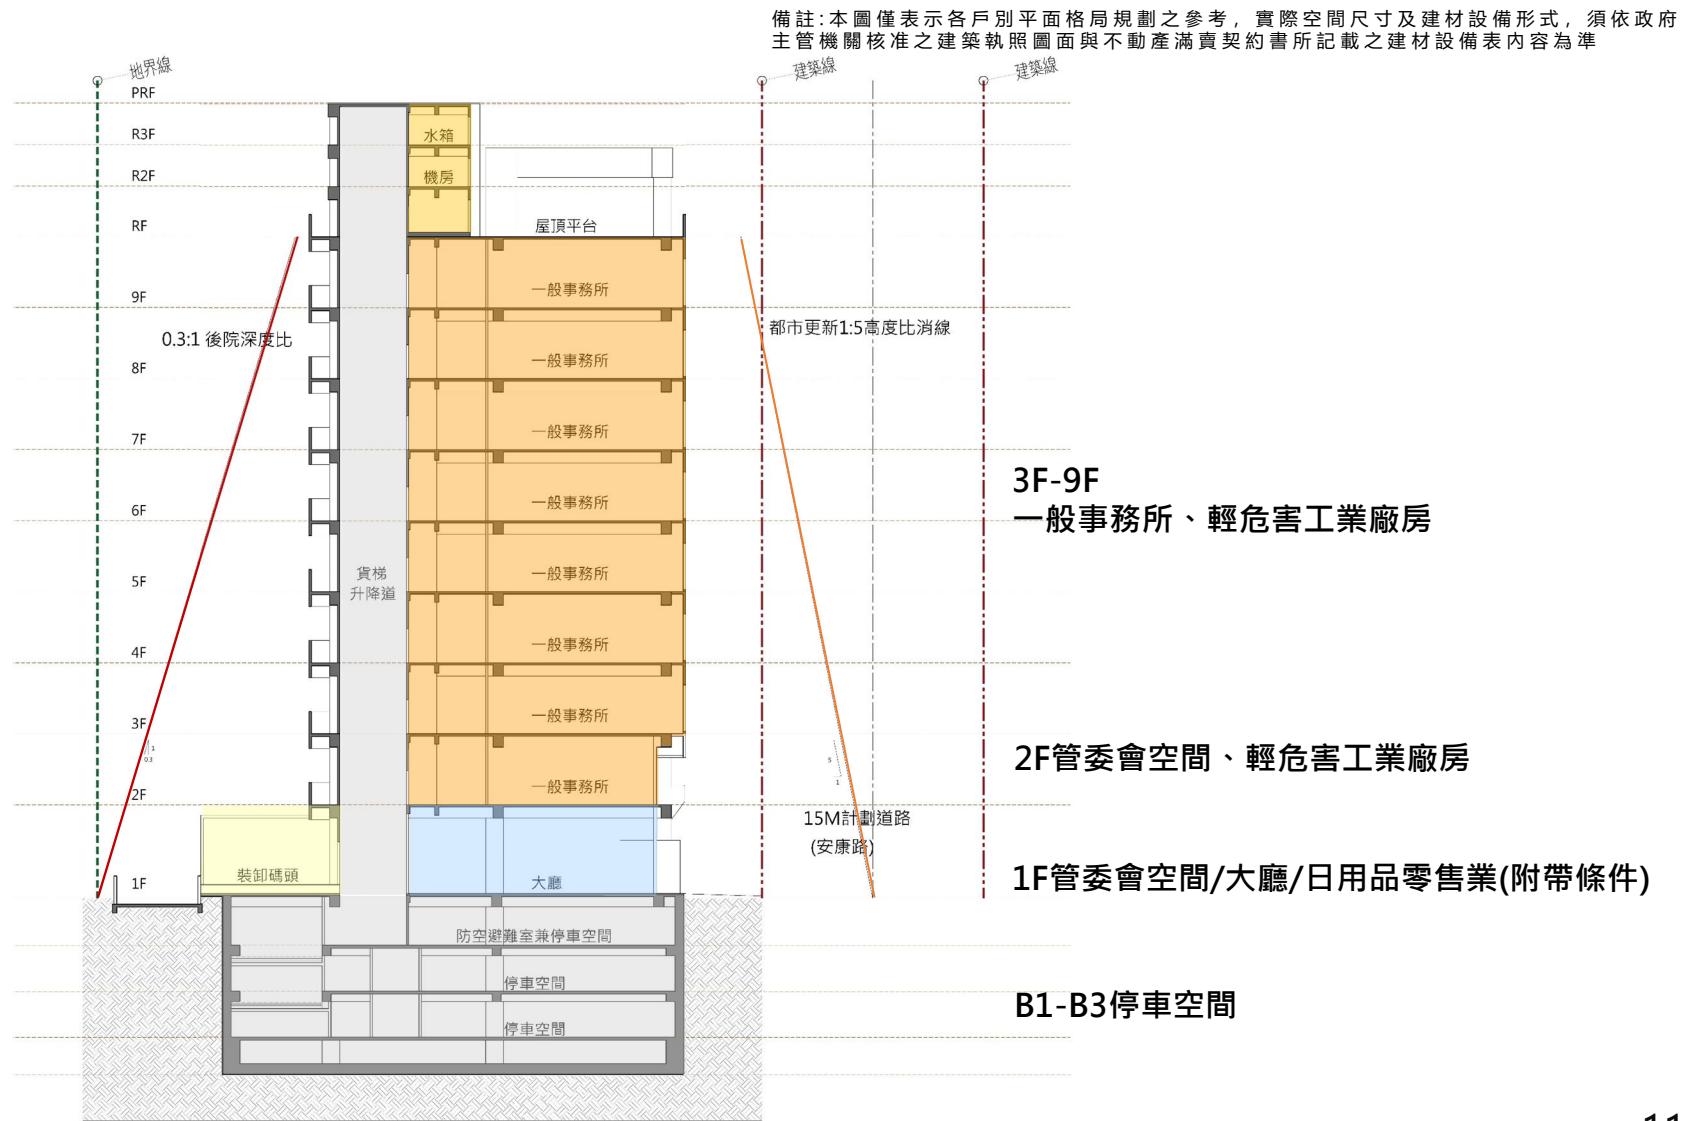 備註:本圖僅表示各戶別平面格局規劃之參考, 實際空間尺寸及建材設備形式, 須依政府
主管機關核准之建築執照圖面與不動產滿賣契約書所記載之建材設備表內容為準
地界線
建築線
建築線
PRF
R3F
水箱
R2F
機房
RF
屋頂平台
9F
一般事務所
0.3:1 後院深度比
都市更新1:5高度比消線
8F
一般事務所
7F
一般事務所
3F-9F
一般事務所、輕危害工業廠房
6F
一般事務所
5F
貨梯
升降道
一般事務所
4F
一般事務所
3F
一般事務所
1
0.3
5
1
2F管委會空間、輕危害工業廠房
2F
一般事務所
15M計劃道路
(安康路)
1F
裝卸碼頭
大廳
1F管委會空間/大廳/日用品零售業(附帶條件)
防空避難室兼停車空間
停車空間
B1-B3停車空間
停車空間